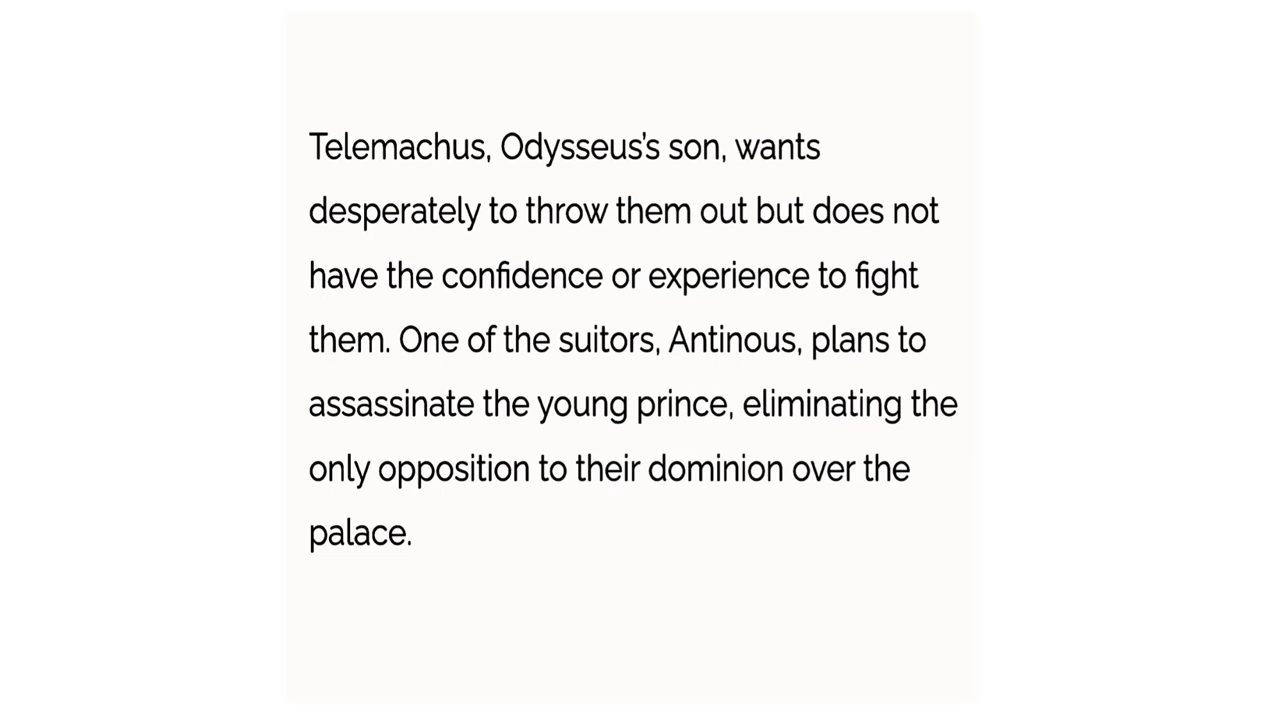 Telemachus, Odysseus’s son, wants
desperately to throw them out but does not
have the confidence or experience to fight
them. One of the suitors, Antinous, plans to
assassinate the young prince, eliminating the
only opposition to their dominion over the
palace.